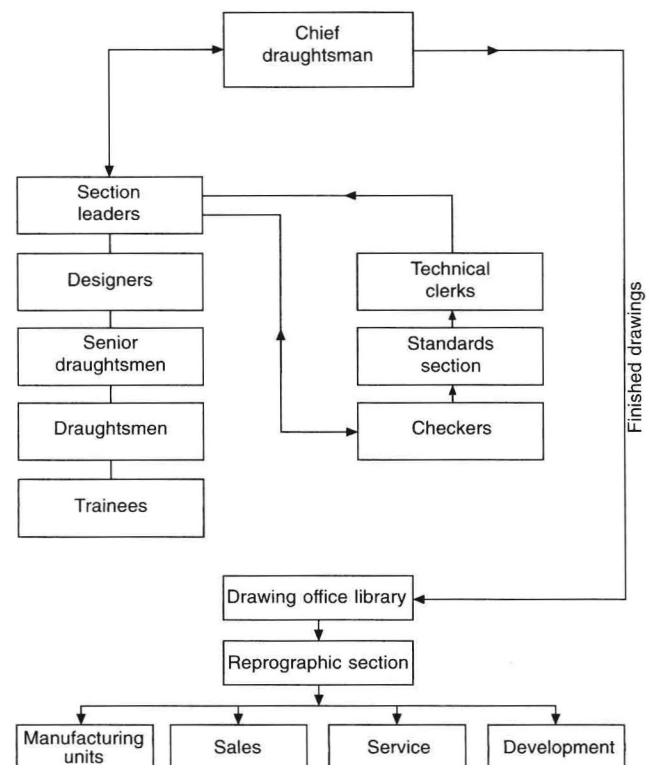 Chief
draughtsman
Section
leaders
Designers
Technical
clerks
Senior
draughtsmen
Standards
section
Draughtsmen
Checkers
Trainees
Finished drawings
Drawing office library
Reprographic section
Manufacturing
units
Sales
Service
Development